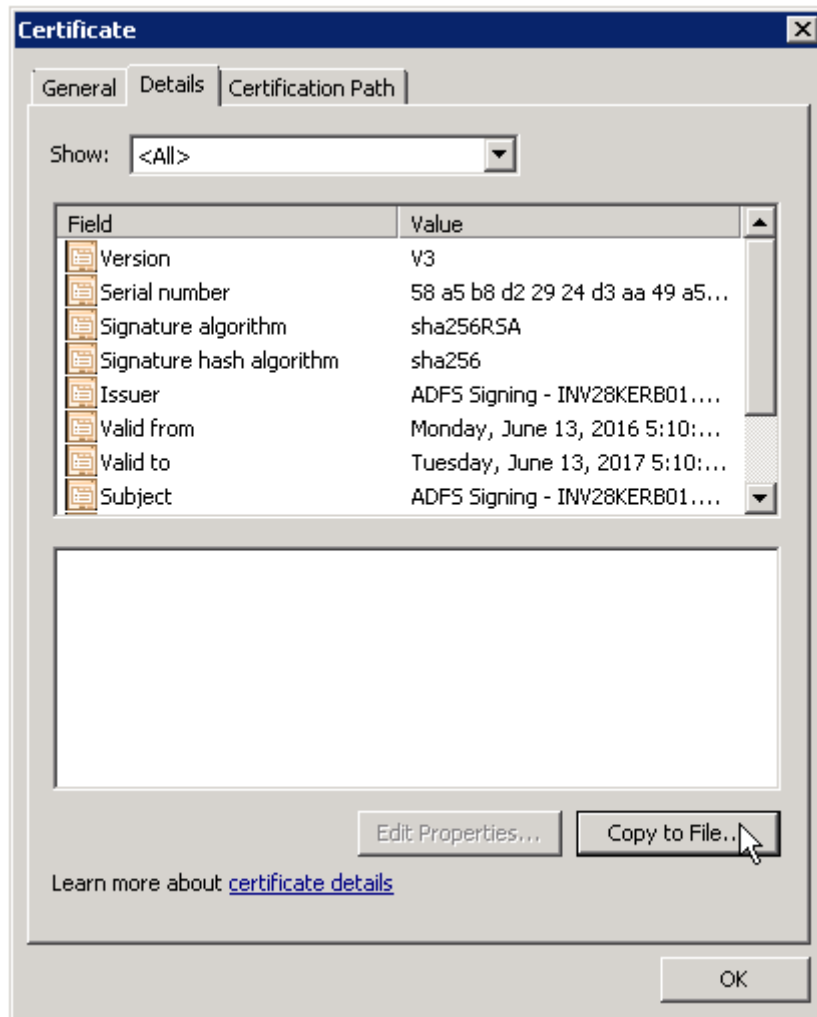 Certificate
General Details Certification Path
Show: <All>
Field Value
Version V3
Serial number 58 a5 b8 d2 29 24 d3 aa 49 a5...
Signature algorithm sha256RSA
Signature hash algorithm sha256
Issuer ADFS Signing - INV28KERB01....
Valid from Monday, June 13, 2016 5:10:...
Valid to Tuesday, June 13, 2017 5:10:...
Subject ADFS Signing - INV28KERB01....
Edit Properties... Copy to File...
Learn more about certificate details
OK